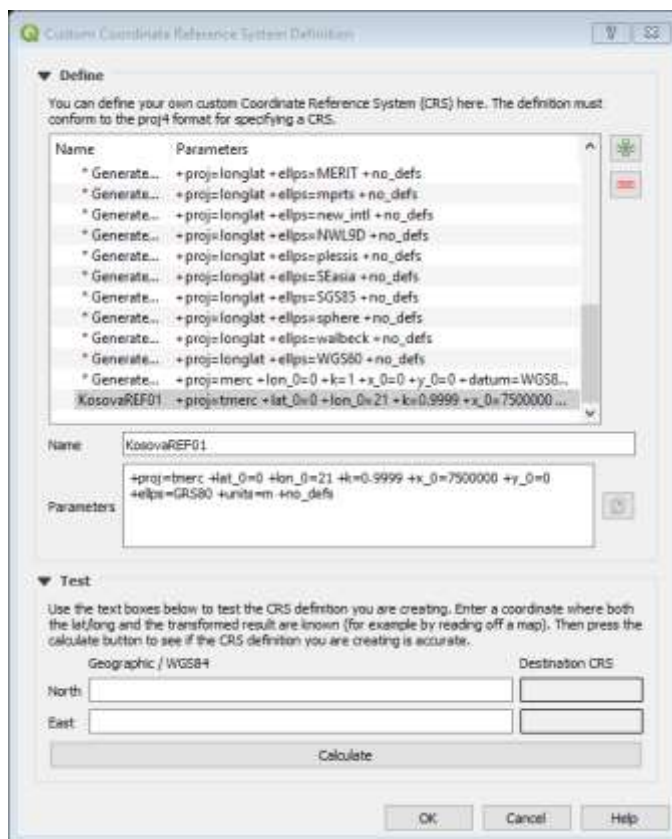 Custom Coordinate Reference System Definition
Define
You can define your own custom Coordinate Reference System (CRS) here. The definition must
conform to the proj4 format for specifying a CRS.
Name Parameters
* Generate... +proj=longlat +ellps=MERIT +no_defs
* Generate... +proj=longlat +ellps=mprts +no_defs
* Generate... +proj=longlat +ellps=new_intl +no_defs
* Generate... +proj=longlat +ellps=NWL9D +no_defs
* Generate... +proj=longlat +ellps=plessis +no_defs
* Generate... +proj=longlat +ellps=SEasia +no_defs
* Generate... +proj=longlat +ellps=SGS85 +no_defs
* Generate... +proj=longlat +ellps=sphere +no_defs
* Generate... +proj=longlat +ellps=walbeck +no_defs
* Generate... +proj=longlat +ellps=WGS60 +no_defs
* Generate... +proj=merc +lon_0=0 +k=1 +x_0=0 +y_0=0 +datum=WGS8...
KosovaREF01 +proj=tmerc +lat_0=0 +lon_0=21 +k=0.9999 +x_0=7500000 ...
Name KosovaREF01
+proj=tmerc +lat_0=0 +lon_0=21 +k=0.9999 +x_0=7500000 +y_0=0
+ellps=GRS80 +units=m +no_defs
Parameters
Test
Use the text boxes below to test the CRS definition you are creating. Enter a coordinate where both
the lat/long and the transformed result are known (for example by reading off a map). Then press the
calculate button to see if the CRS definition you are creating is accurate.
Geographic / WGS84 Destination CRS
North
East
Calculate
OK Cancel Help